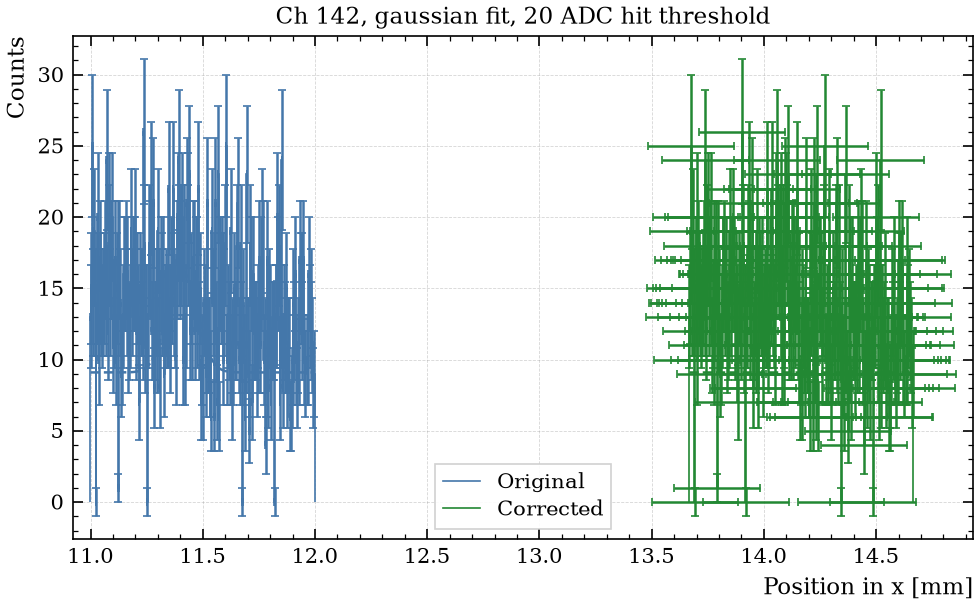 Ch 142, gaussian fit, 20 ADC hit threshold
Counts
30
25
20
15
10
5
0
Original
Corrected
11.0 11.5 12.0 12.5 13.0 13.5 14.0 14.5
Position in x [mm]